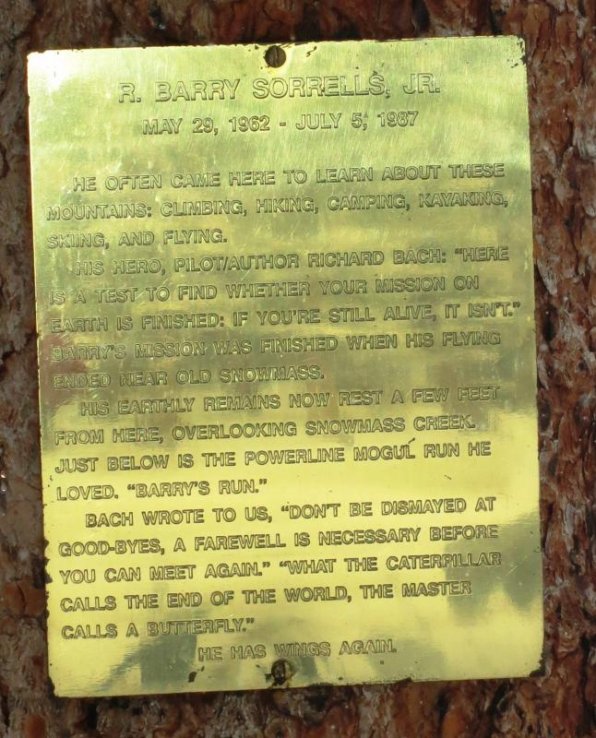 R. BARRY SORRELLS, JR.
MAY 29, 1962 - JULY 5, 1987
HE OFTEN CAME HERE TO LEARN ABOUT THESE
MOUNTAINS: CLIMBING, HIKING, CAMPING, KAYAKING,
SKIING, AND FLYING.
HIS HERO, PILOT/AUTHOR RICHARD BACH: "HERE
IS A TEST TO FIND WHETHER YOUR MISSION ON
EARTH IS FINISHED: IF YOU'RE STILL ALIVE, IT ISN'T."
BARRY'S MISSION WAS FINISHED WHEN HIS FLYING
ENDED NEAR OLD SNOWMASS.
HIS EARTHLY REMAINS NOW REST A FEW FEET
FROM HERE, OVERLOOKING SNOWMASS CREEK.
JUST BELOW IS THE POWERLINE MOGUL RUN HE
LOVED. "BARRY'S RUN."
BACH WROTE TO US, "DON'T BE DISMAYED AT
GOOD-BYES, A FAREWELL IS NECESSARY BEFORE
YOU CAN MEET AGAIN." "WHAT THE CATERPILLAR
CALLS THE END OF THE WORLD, THE MASTER
CALLS A BUTTERFLY."
HE HAS WINGS AGAIN.